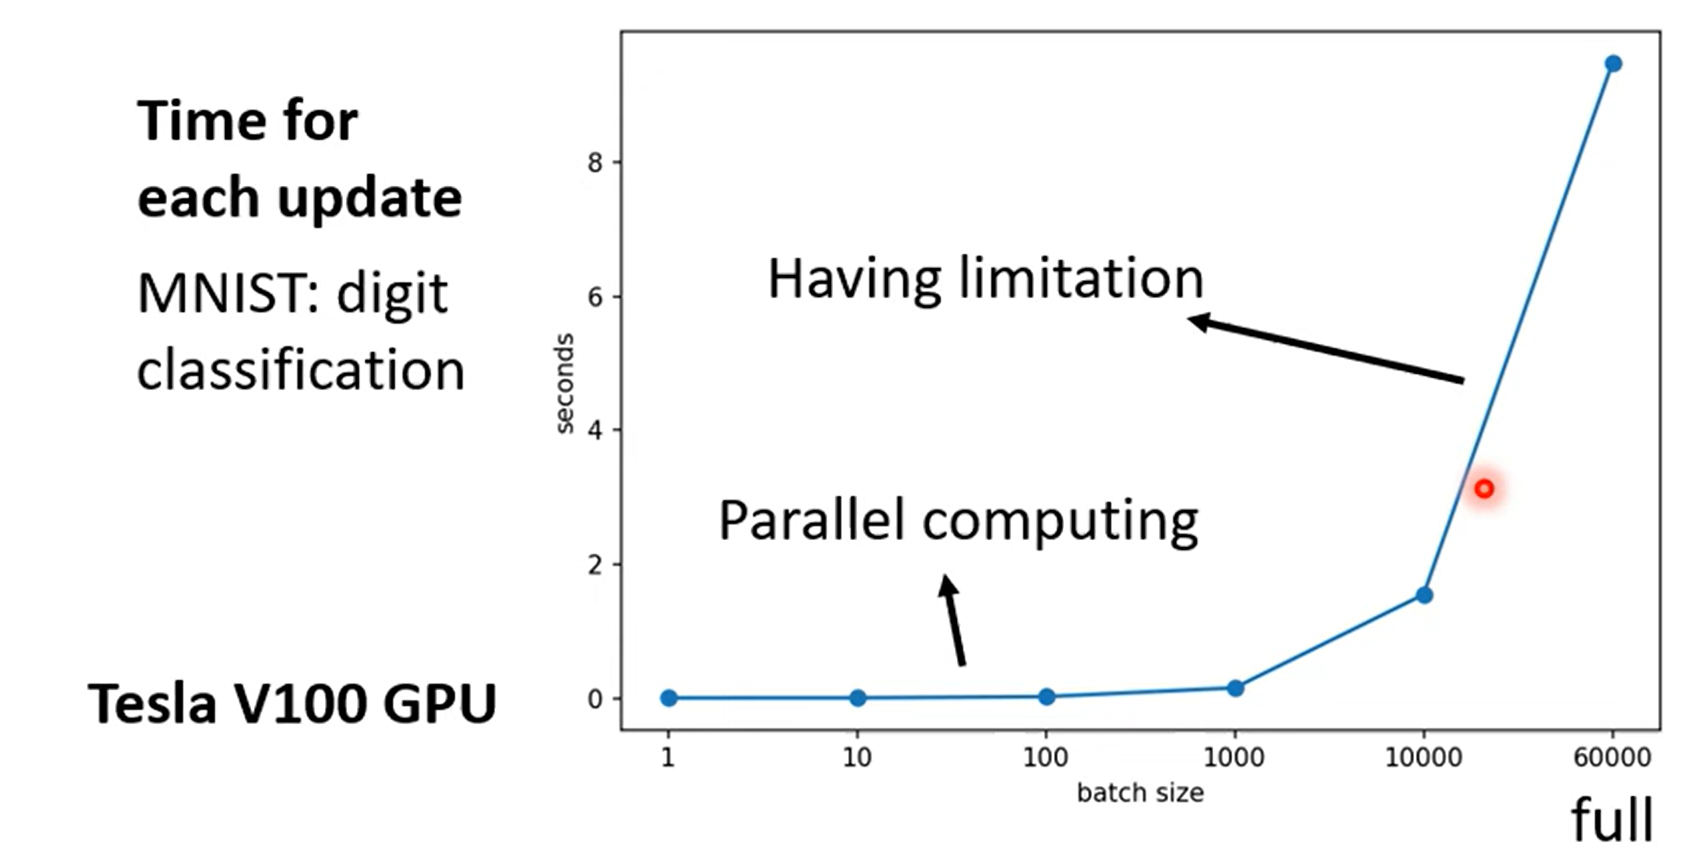 Time for
each update
MNIST: digit
classification
Tesla V100 GPU
Having limitation
Parallel computing
seconds
8
6
4
2
0
1 10 100 1000 10000 60000
batch size
full